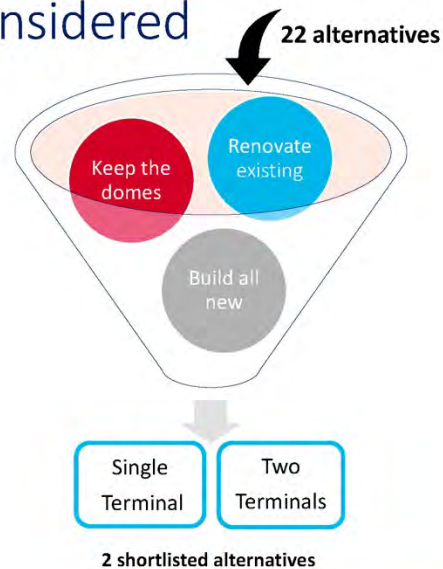 nsidered
22 alternatives
Keep the
domes
Renovate
existing
Build all
new
Single
Terminal
Two
Terminals
2 shortlisted alternatives